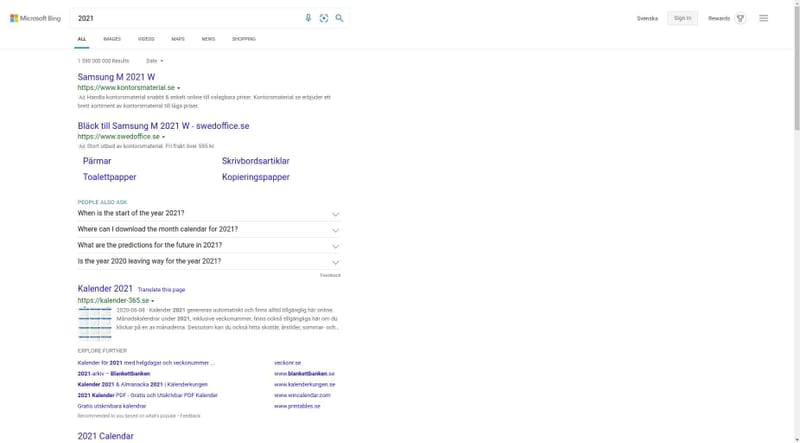 Microsoft Bing
2021
Svenska
Sign in
Rewards
ALL IMAGES VIDEOS MAPS NEWS SHOPPING
1 590 000 000 Results Date
Samsung M 2021 W
https://www.kontorsmaterial.se
Ad Handla kontorsmaterial snabbt & enkelt online till oslagbara priser. Kontorsmaterial.se erbjuder ett
brett sortiment av kontorsmaterial till låga priser.
Bläck till Samsung M 2021 W - swedoffice.se
https://www.swedoffice.se
Ad Stort utbud av kontorsmaterial. Fri frakt över 595 kr.
Pärmar Skrivbordsartiklar
Toalettpapper Kopieringspapper
PEOPLE ALSO ASK
When is the start of the year 2021?
Where can I download the month calendar for 2021?
What are the predictions for the future in 2021?
Is the year 2020 leaving way for the year 2021?
Feedback
Kalender 2021 Translate this page
https://kalender-365.se
2020-06-08 · Kalender 2021 genereras automatiskt och finns alltid tillgänglig här online.
Månadskalendrar under 2021, inklusive veckonummer, finns också tillgängliga här om du
klickar på en av månaderna. Dessutom kan du också hitta skottår, årstider, sommar- och...
EXPLORE FURTHER
Kalender för 2021 med helgdagar och veckonummer ... veckonr.se
2021-arkiv – Blankettbanken www.blankettbanken.se
Kalender 2021 & Almanacka 2021 | Kalenderkungen www.kalenderkungen.se
2021 Kalender PDF - Gratis och Utskrivbar PDF Kalender www.wincalendar.com
Gratis utskrivbara kalendrar www.printables.se
Recommended to you based on what's popular • Feedback
2021 Calendar